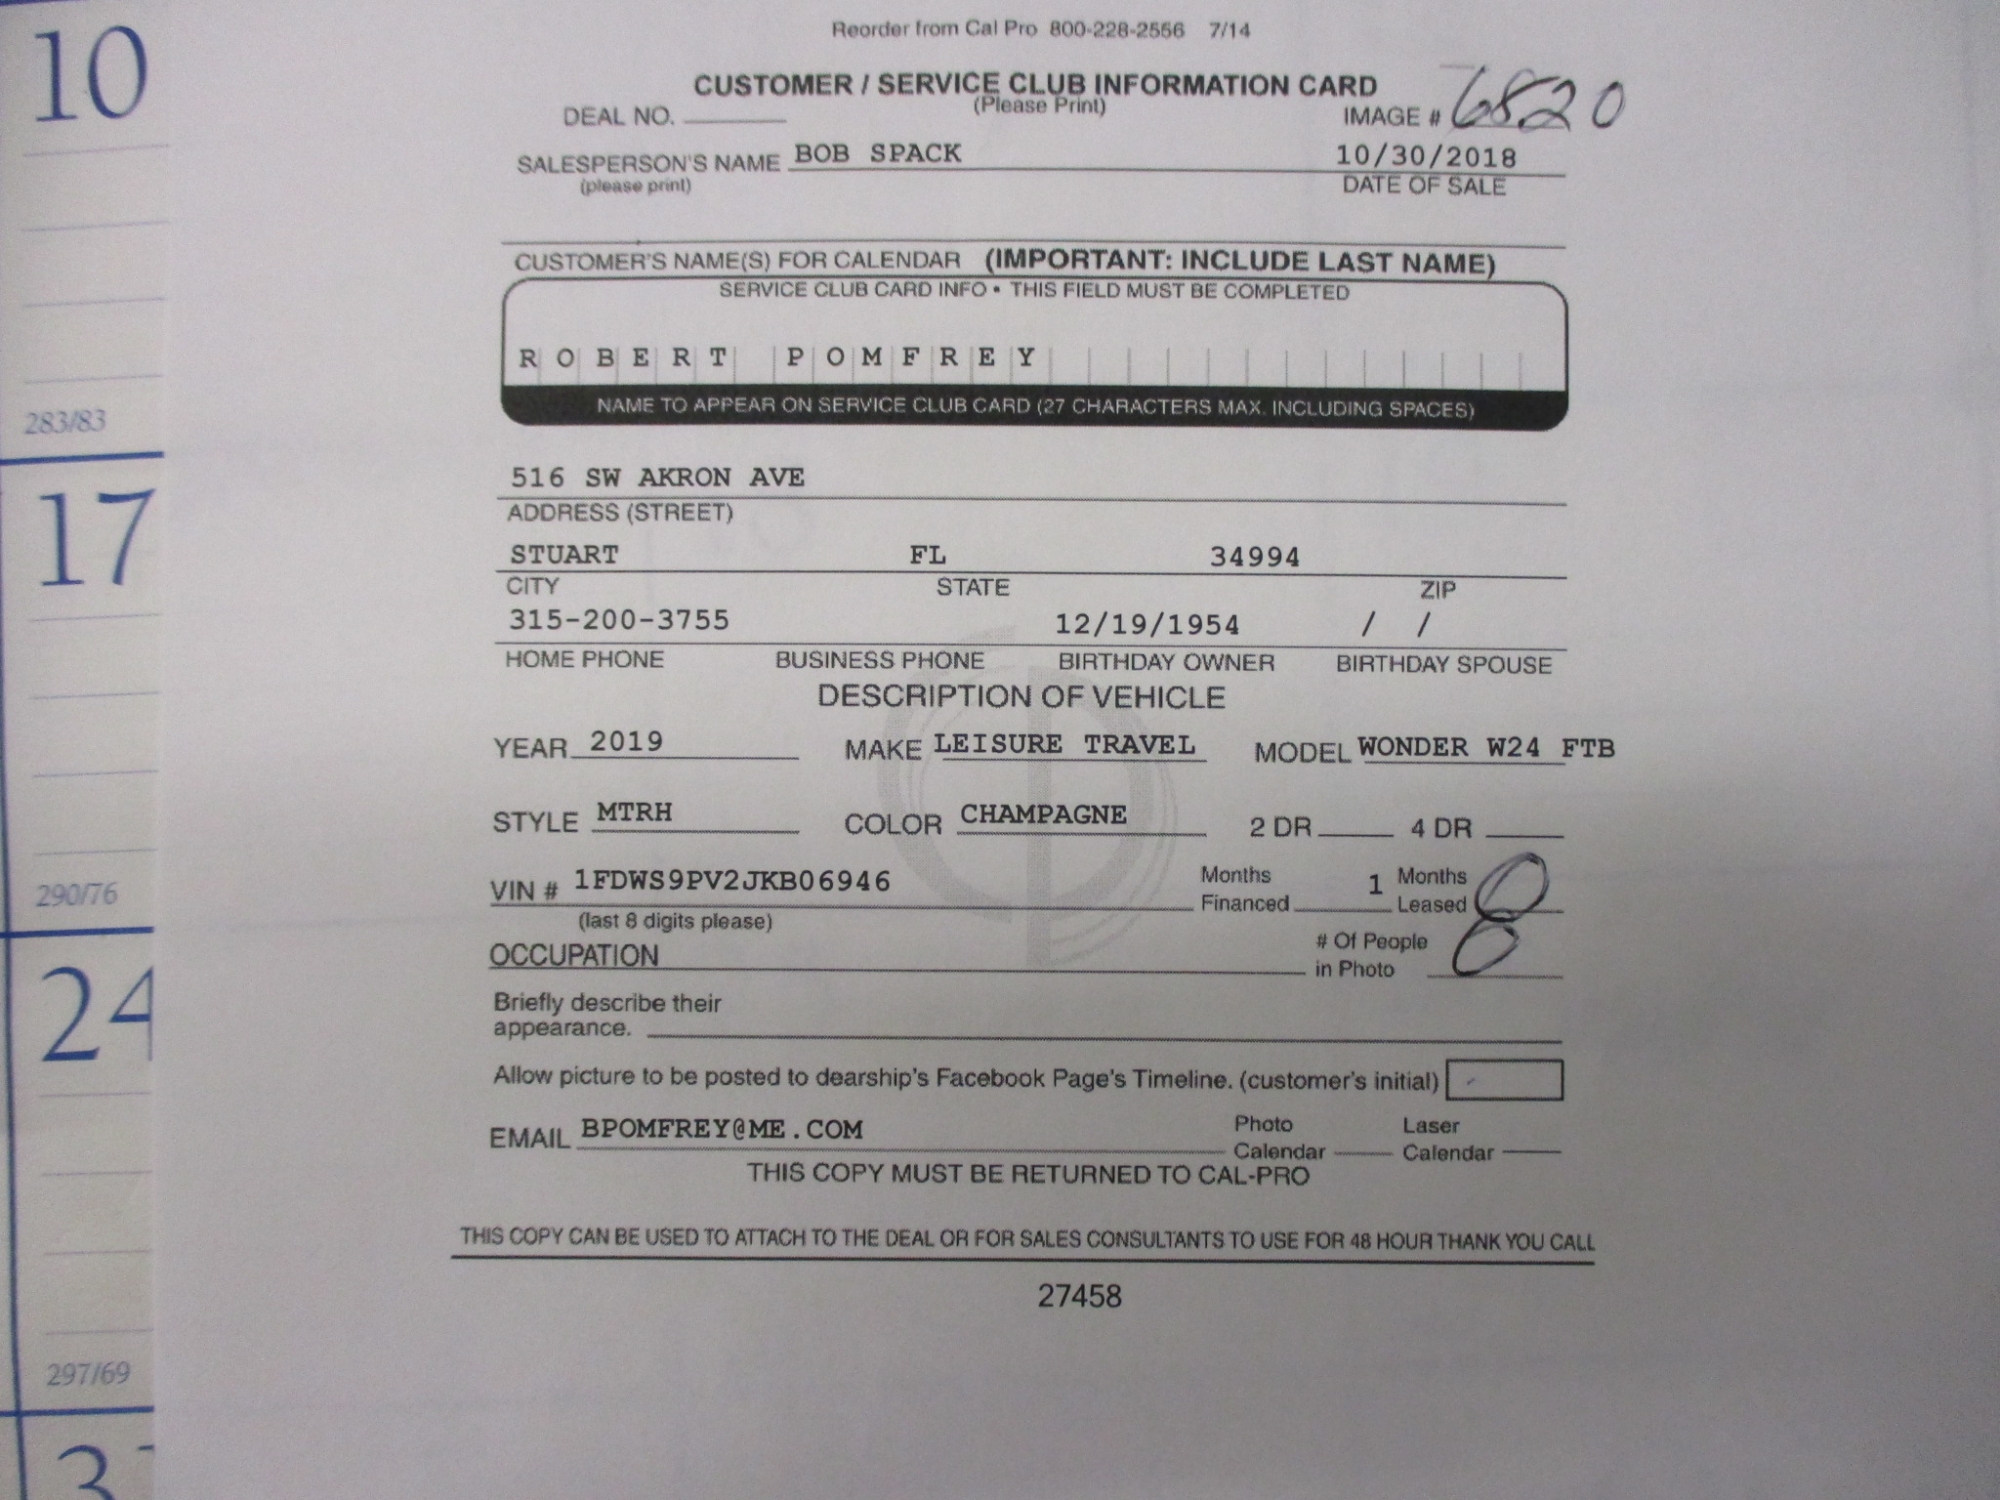 10
283/83
17
290/76
24
297/69
3
Reorder from Cal Pro 800-228-2556 7/14
CUSTOMER / SERVICE CLUB INFORMATION CARD
(Please Print)
DEAL NO. IMAGE # 6820
SALESPERSON'S NAME BOB SPACK 10/30/2018
(please print) DATE OF SALE
CUSTOMER'S NAME(S) FOR CALENDAR (IMPORTANT: INCLUDE LAST NAME)
SERVICE CLUB CARD INFO • THIS FIELD MUST BE COMPLETED
ROBERT POMFREY
NAME TO APPEAR ON SERVICE CLUB CARD (27 CHARACTERS MAX. INCLUDING SPACES)
516 SW AKRON AVE
ADDRESS (STREET)
STUART FL 34994
CITY STATE ZIP
315-200-3755 12/19/1954 / /
HOME PHONE BUSINESS PHONE BIRTHDAY OWNER BIRTHDAY SPOUSE
DESCRIPTION OF VEHICLE
YEAR 2019 MAKE LEISURE TRAVEL MODEL WONDER W24 FTB
STYLE MTRH COLOR CHAMPAGNE 2 DR 4 DR
VIN # 1FDWS9PV2JKB06946 Months Financed 1 Months Leased 0
(last 8 digits please)
OCCUPATION # Of People in Photo 0
Briefly describe their
appearance.
Allow picture to be posted to dearship's Facebook Page's Timeline. (customer's initial)
EMAIL BPOMFREY@ME.COM Photo Calendar Laser Calendar
THIS COPY MUST BE RETURNED TO CAL-PRO
THIS COPY CAN BE USED TO ATTACH TO THE DEAL OR FOR SALES CONSULTANTS TO USE FOR 48 HOUR THANK YOU CALL
27458